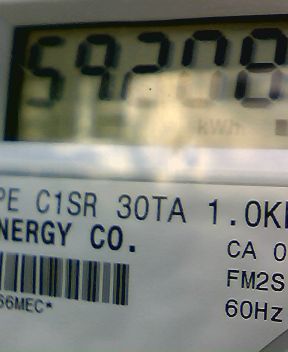 59208
kWh
PE C1SR 30TA 1.0K
NERGY CO.
CA 0
FM2S
66MEC*
60Hz